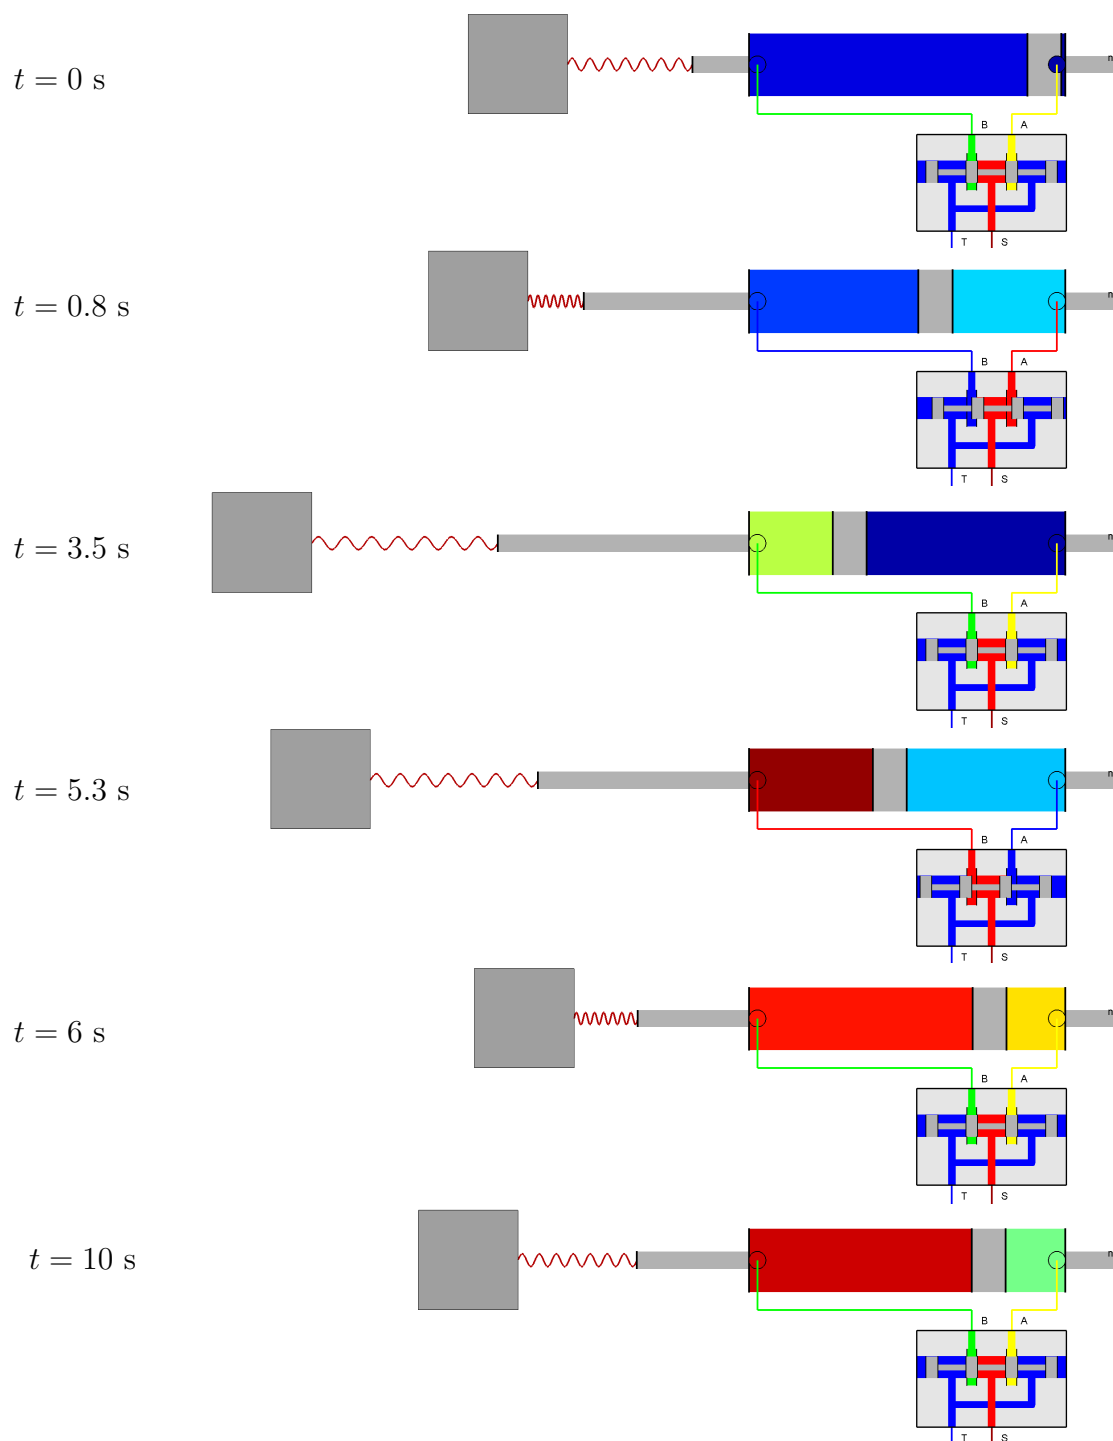 t = 0 s
n
B A
T S
t = 0.8 s
n
B A
T S
t = 3.5 s
n
B A
T S
t = 5.3 s
n
B A
T S
t = 6 s
n
B A
T S
t = 10 s
n
B A
T S